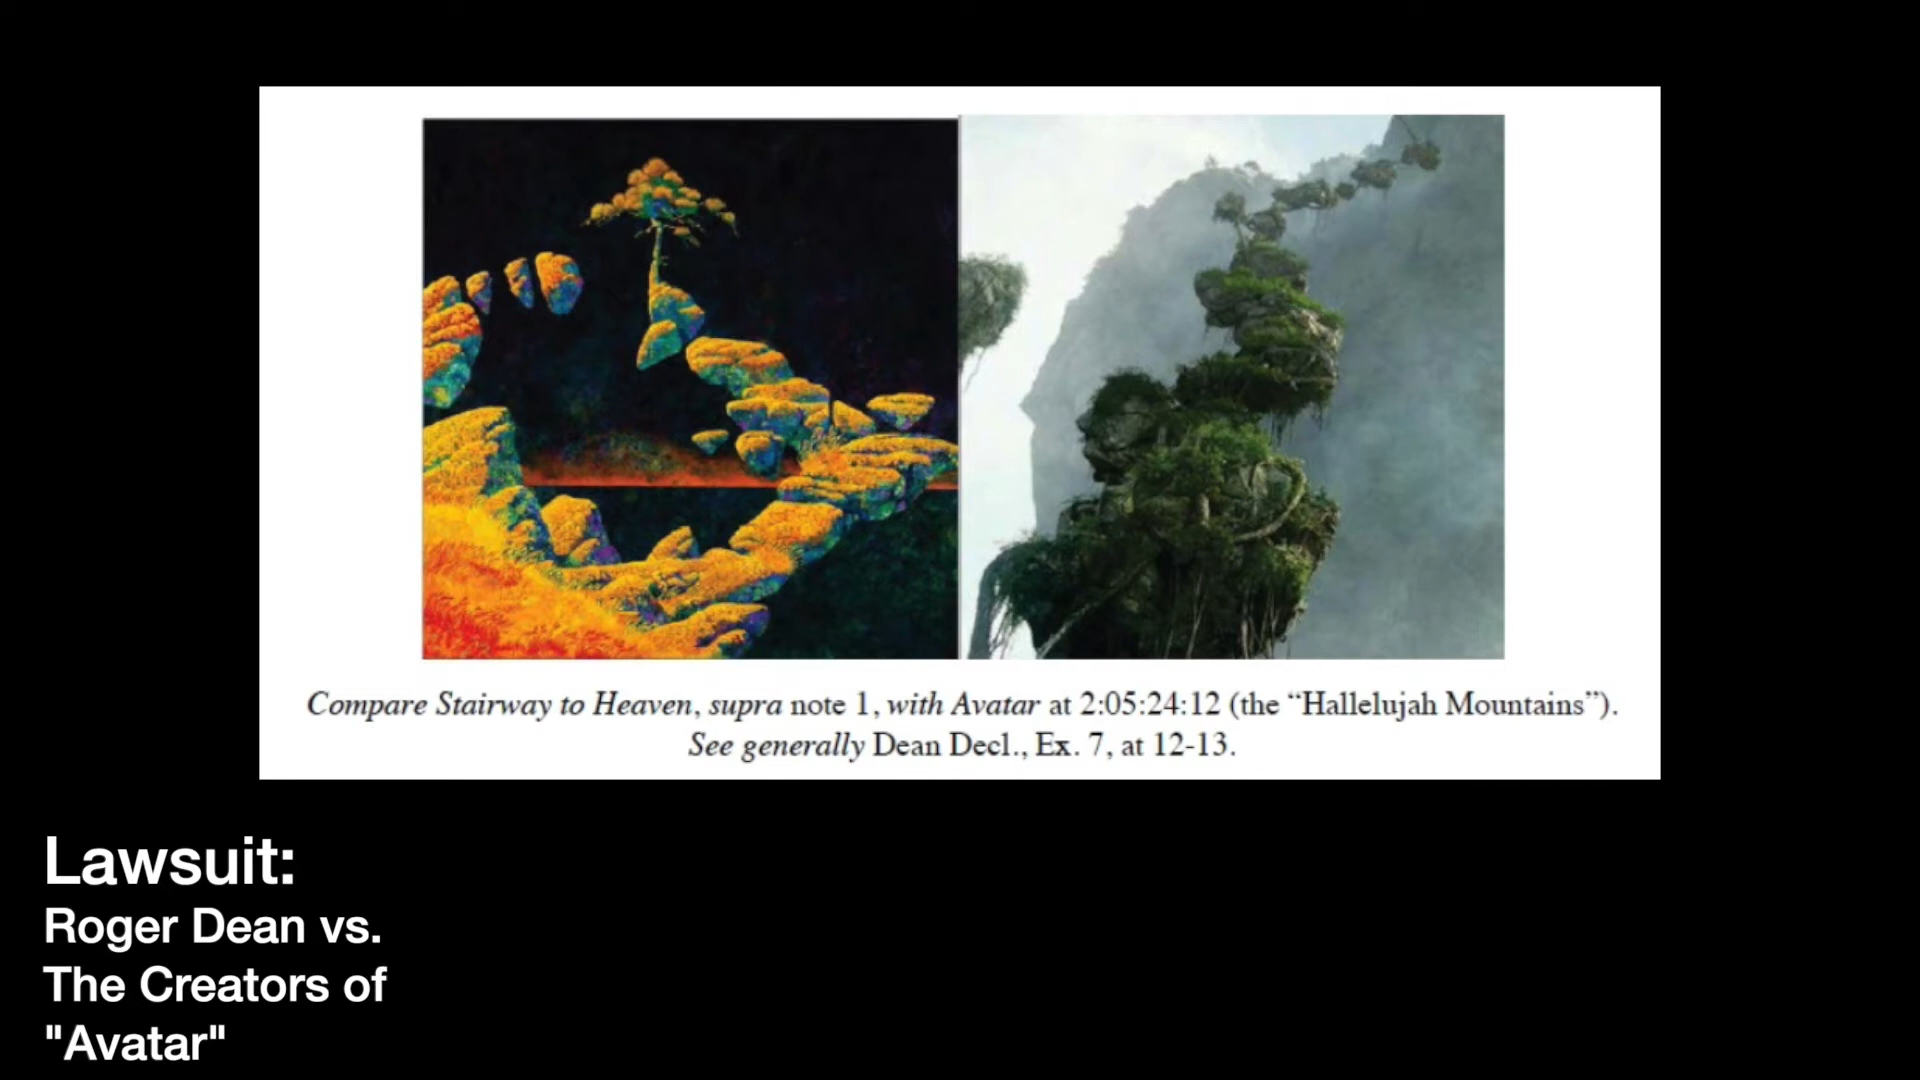 Compare Stairway to Heaven, supra note 1, with Avatar at 2:05:24:12 (the “Hallelujah Mountains”).
See generally Dean Decl., Ex. 7, at 12-13.
Lawsuit:
Roger Dean vs.
The Creators of
"Avatar"